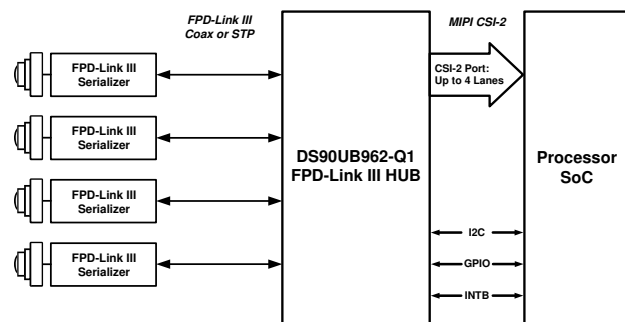 FPD-Link III
Coax or STP
MIPI CSI-2
FPD-Link III
Serializer
FPD-Link III
Serializer
FPD-Link III
Serializer
FPD-Link III
Serializer
DS90UB962-Q1
FPD-Link III HUB
CSI-2 Port:
Up to 4 Lanes
I2C
GPIO
INTB
Processor
SoC